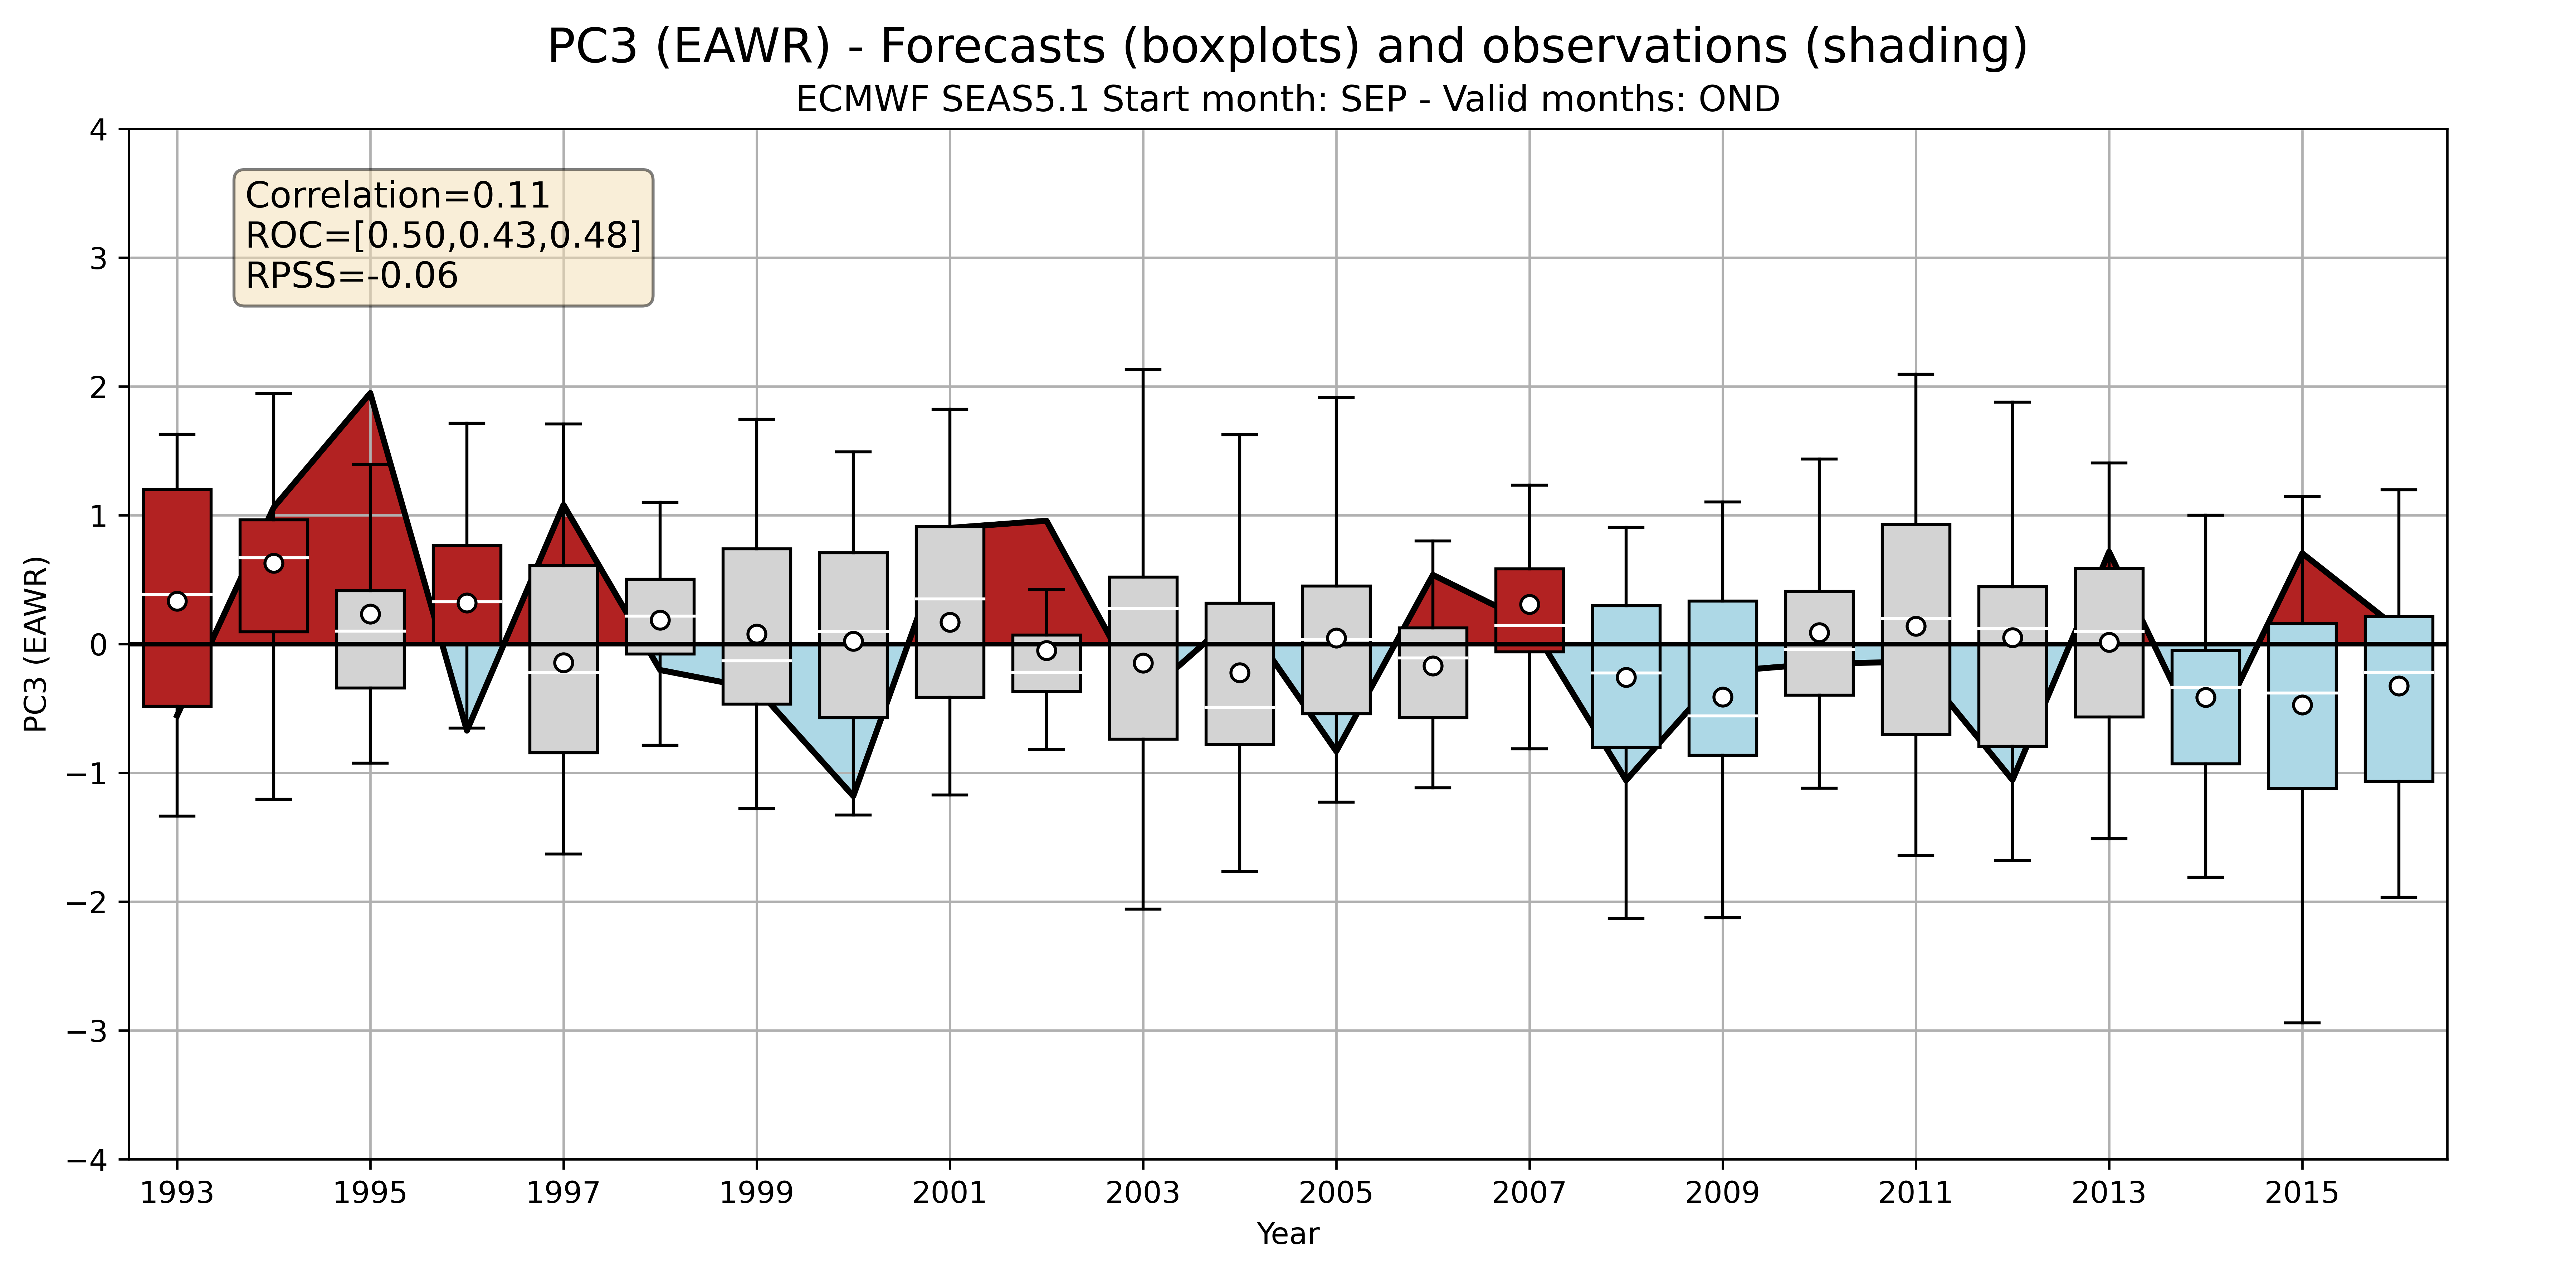 PC3 (EAWR) - Forecasts (boxplots) and observations (shading)
ECMWF SEAS5.1 Start month: SEP - Valid months: OND
Correlation=0.11
ROC=[0.50,0.43,0.48]
RPSS=-0.06
PC3 (EAWR)
4
3
2
1
0
−1
−2
−3
−4
1993 1995 1997 1999 2001 2003 2005 2007 2009 2011 2013 2015
Year